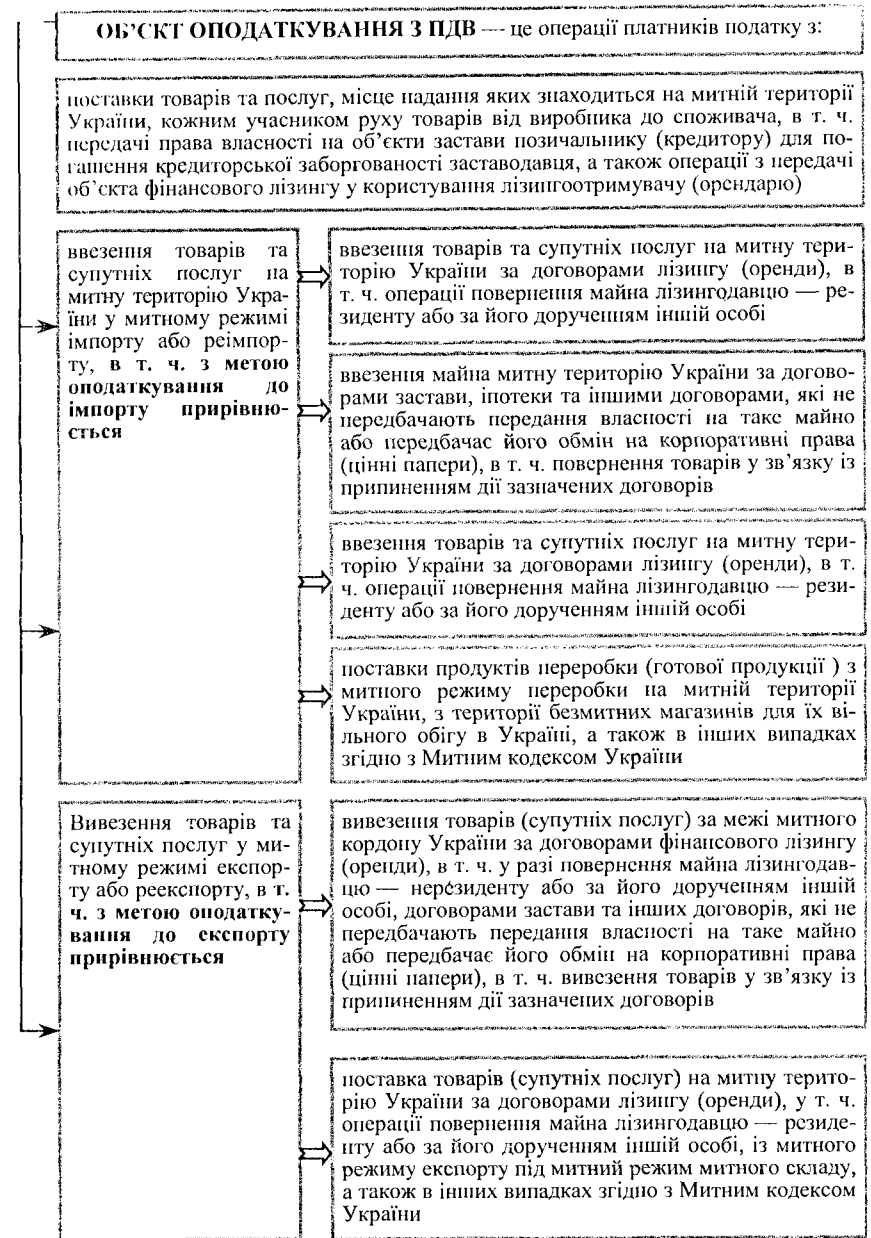 ОБ’ЄКТ ОПОДАТКУВАННЯ З ПДВ — це операції платників податку з:
поставки товарів та послуг, місце надання яких знаходиться на митній території
України, кожним учасником руху товарів від виробника до споживача, в т. ч.
передачі права власності на об’єкти застави позичальнику (кредитору) для по-
гашення кредиторської заборгованості заставодавця, а також операції з передачі
об’єкта фінансового лізингу у користування лізингоотримувачу (орендарю)
ввезення товарів та
супутніх послуг на
митну територію Укра-
їни у митному режимі
імпорту або реімпор-
ту, в т. ч. з метою
оподаткування до
імпорту прирівню-
ється
ввезення товарів та супутніх послуг на митну тери-
торію України за договорами лізингу (оренди), в
т. ч. операції повернення майна лізингодавцю — ре-
зиденту або за його дорученням іншій особі
ввезення майна митну територію України за догово-
рами застави, іпотеки та іншими договорами, які не
передбачають передання власності на таке майно
або передбачає його обмін на корпоративні права
(цінні папери), в т. ч. повернення товарів у зв’язку із
припиненням дії зазначених договорів
ввезення товарів та супутніх послуг на митну тери-
торію України за договорами лізингу (оренди), в т.
ч. операції повернення майна лізингодавцю — рези-
денту або за його дорученням іншій особі
поставки продуктів переробки (готової продукції ) з
митного режиму переробки на митній території
України, з території безмитних магазинів для їх ві-
льного обігу в Україні, а також в інших випадках
згідно з Митним кодексом України
Вивезення товарів та
супутніх послуг у ми-
тному режимі експор-
ту або реекспорту, в т.
ч. з метою оподатку-
вання до експорту
прирівнюється
вивезення товарів (супутніх послуг) за межі митного
кордону України за договорами фінансового лізингу
(оренди), в т. ч. у разі повернення майна лізингодав-
цю — нерезиденту або за його дорученням іншій
особі, договорами застави та інших договорів, які не
передбачають передання власності на таке майно
або передбачає його обмін на корпоративні права
(цінні папери), в т. ч. вивезення товарів у зв’язку із
припиненням дії зазначених договорів
поставка товарів (супутніх послуг) на митну терито-
рію України за договорами лізингу (оренди), у т. ч.
операції повернення майна лізингодавцю — резиде-
нту або за його дорученням іншій особі, із митного
режиму експорту під митний режим митного складу,
а також в інших випадках згідно з Митним кодексом
України